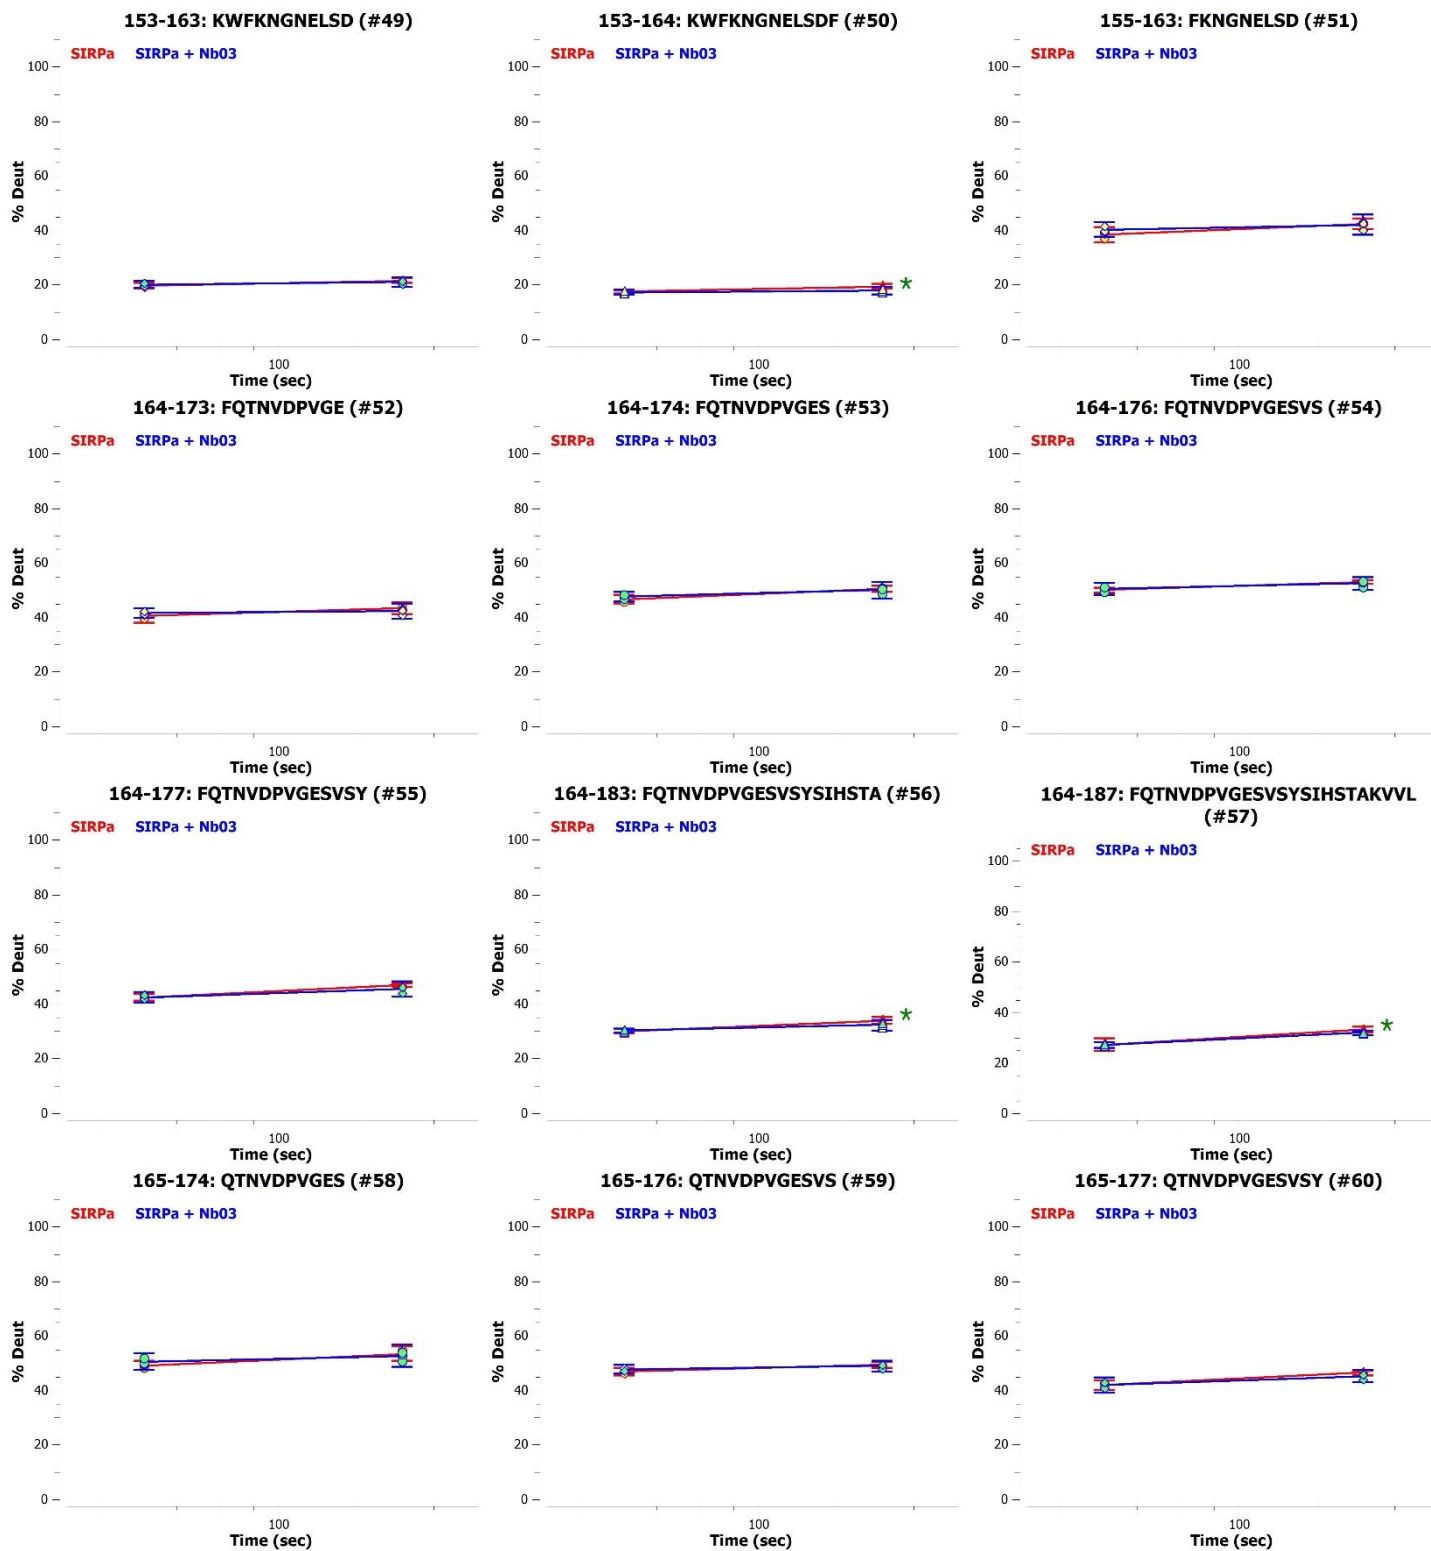 153-163: KWFKNGNELSD (#49)
SIRPa SIRPa + Nb03
100
80
60
40
20
0
% Deut
100
Time (sec)
153-164: KWFKNGNELSDF (#50)
SIRPa SIRPa + Nb03
100
80
60
40
20
0
% Deut
*
100
Time (sec)
155-163: FKNGNELSD (#51)
SIRPa SIRPa + Nb03
100
80
60
40
20
0
% Deut
100
Time (sec)
164-173: FQTNVDPVGE (#52)
SIRPa SIRPa + Nb03
100
80
60
40
20
0
% Deut
100
Time (sec)
164-174: FQTNVDPVGES (#53)
SIRPa SIRPa + Nb03
100
80
60
40
20
0
% Deut
100
Time (sec)
164-176: FQTNVDPVGESVS (#54)
SIRPa SIRPa + Nb03
100
80
60
40
20
0
% Deut
100
Time (sec)
164-177: FQTNVDPVGESVSY (#55)
SIRPa SIRPa + Nb03
100
80
60
40
20
0
% Deut
100
Time (sec)
164-183: FQTNVDPVGESVSYSIHSTA (#56)
SIRPa SIRPa + Nb03
100
80
60
40
20
0
% Deut
*
100
Time (sec)
164-187: FQTNVDPVGESVSYSIHSTAKVVL
(#57)
SIRPa SIRPa + Nb03
100
80
60
40
20
0
% Deut
*
100
Time (sec)
165-174: QTNVDPVGES (#58)
SIRPa SIRPa + Nb03
100
80
60
40
20
0
% Deut
100
Time (sec)
165-176: QTNVDPVGESVS (#59)
SIRPa SIRPa + Nb03
100
80
60
40
20
0
% Deut
100
Time (sec)
165-177: QTNVDPVGESVSY (#60)
SIRPa SIRPa + Nb03
100
80
60
40
20
0
% Deut
100
Time (sec)